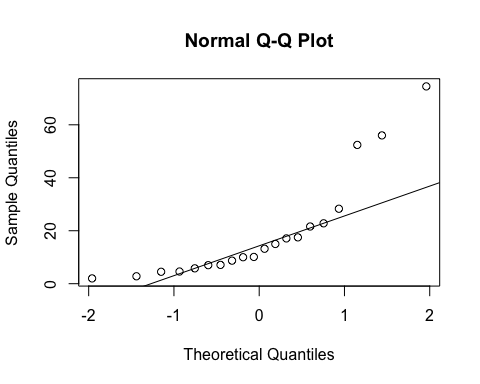 Normal Q-Q Plot
Sample Quantiles
60
40
20
0
-2 -1 0 1 2
Theoretical Quantiles